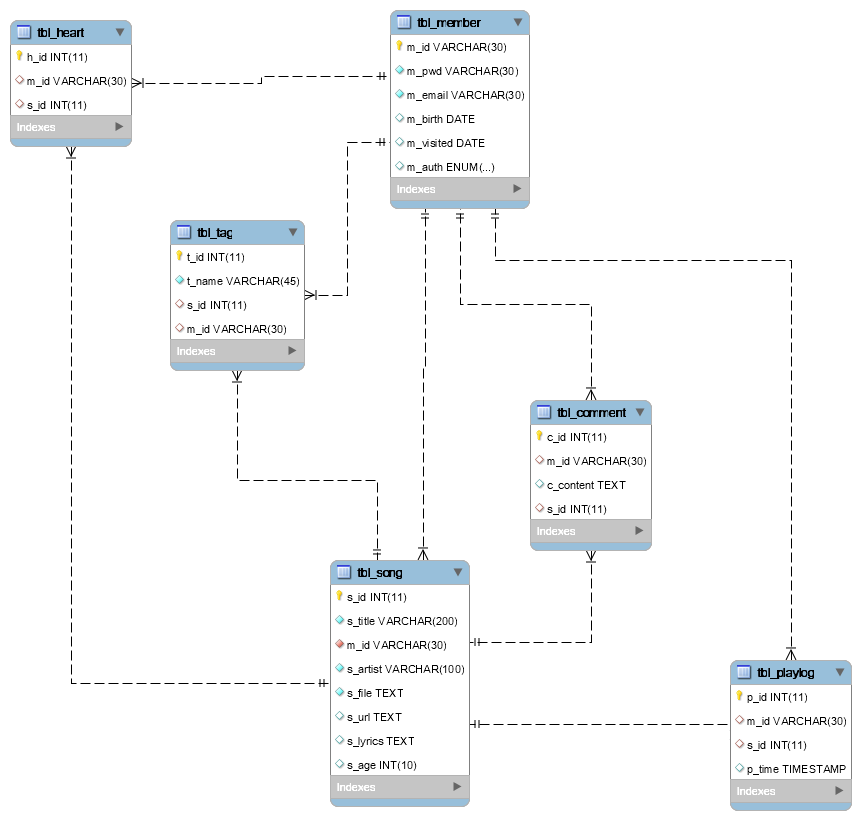 tbl_heart
h_id INT(11)
m_id VARCHAR(30)
s_id INT(11)
Indexes
tbl_member
m_id VARCHAR(30)
m_pwd VARCHAR(30)
m_email VARCHAR(30)
m_birth DATE
m_visited DATE
m_auth ENUM(...)
Indexes
tbl_tag
t_id INT(11)
t_name VARCHAR(45)
s_id INT(11)
m_id VARCHAR(30)
Indexes
tbl_comment
c_id INT(11)
m_id VARCHAR(30)
c_content TEXT
s_id INT(11)
Indexes
tbl_song
s_id INT(11)
s_title VARCHAR(200)
m_id VARCHAR(30)
s_artist VARCHAR(100)
s_file TEXT
s_url TEXT
s_lyrics TEXT
s_age INT(10)
Indexes
tbl_playlog
p_id INT(11)
m_id VARCHAR(30)
s_id INT(11)
p_time TIMESTAMP
Indexes